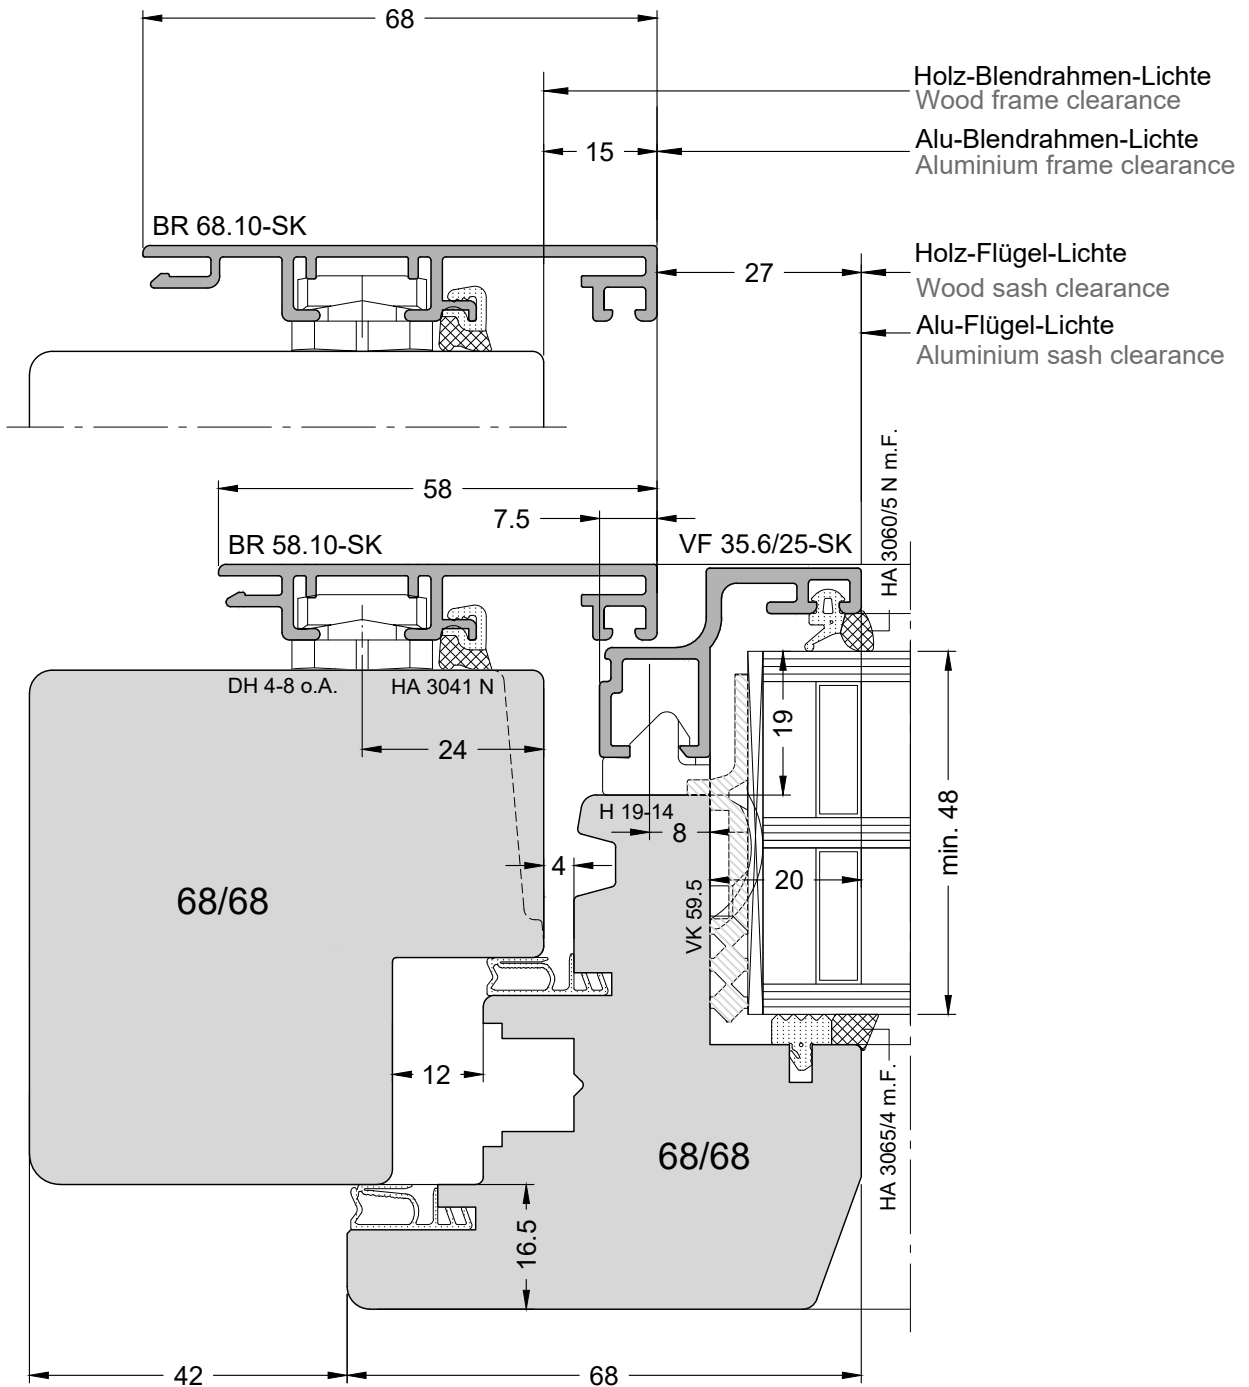 68
Holz-Blendrahmen-Lichte
Wood frame clearance
15
Alu-Blendrahmen-Lichte
Aluminium frame clearance
BR 68.10-SK
Holz-Flügel-Lichte
27
Wood sash clearance
Alu-Flügel-Lichte
Aluminium sash clearance
HA 3060/5 N m.F.
58
7.5
BR 58.10-SK
VF 35.6/25-SK
DH 4-8 o.A.
HA 3041 N
24
19
H 19-14
8
min. 48
4
20
68/68
VK 59.5
12
68/68
HA 3065/4 m.F.
16.5
42
68